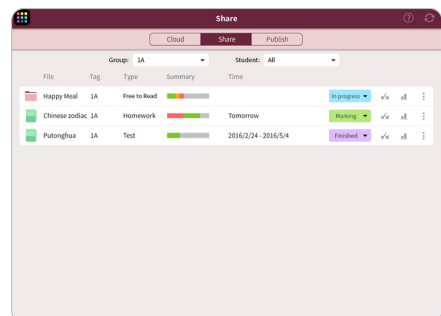 Share
Cloud Share Publish
Group: 1A Student: All
File Tag Type Summary Time
Happy Meal 1A Free to Read In progress
Chinese zodiac 1A Homework Tomorrow Marking
Putonghua 1A Test 2016/2/24 - 2016/5/4 Finished